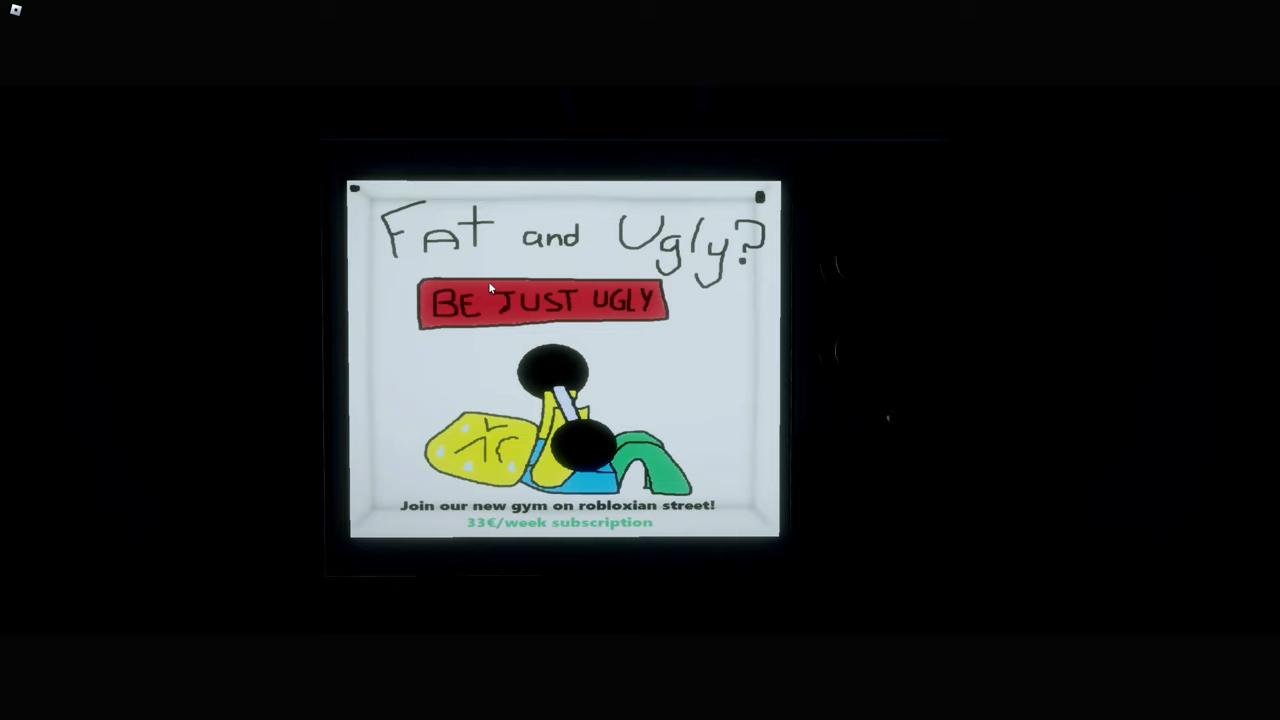 FAt and Ugly?
BE JUST UGLY
Join our new gym on robloxian street!
33€/week subscription